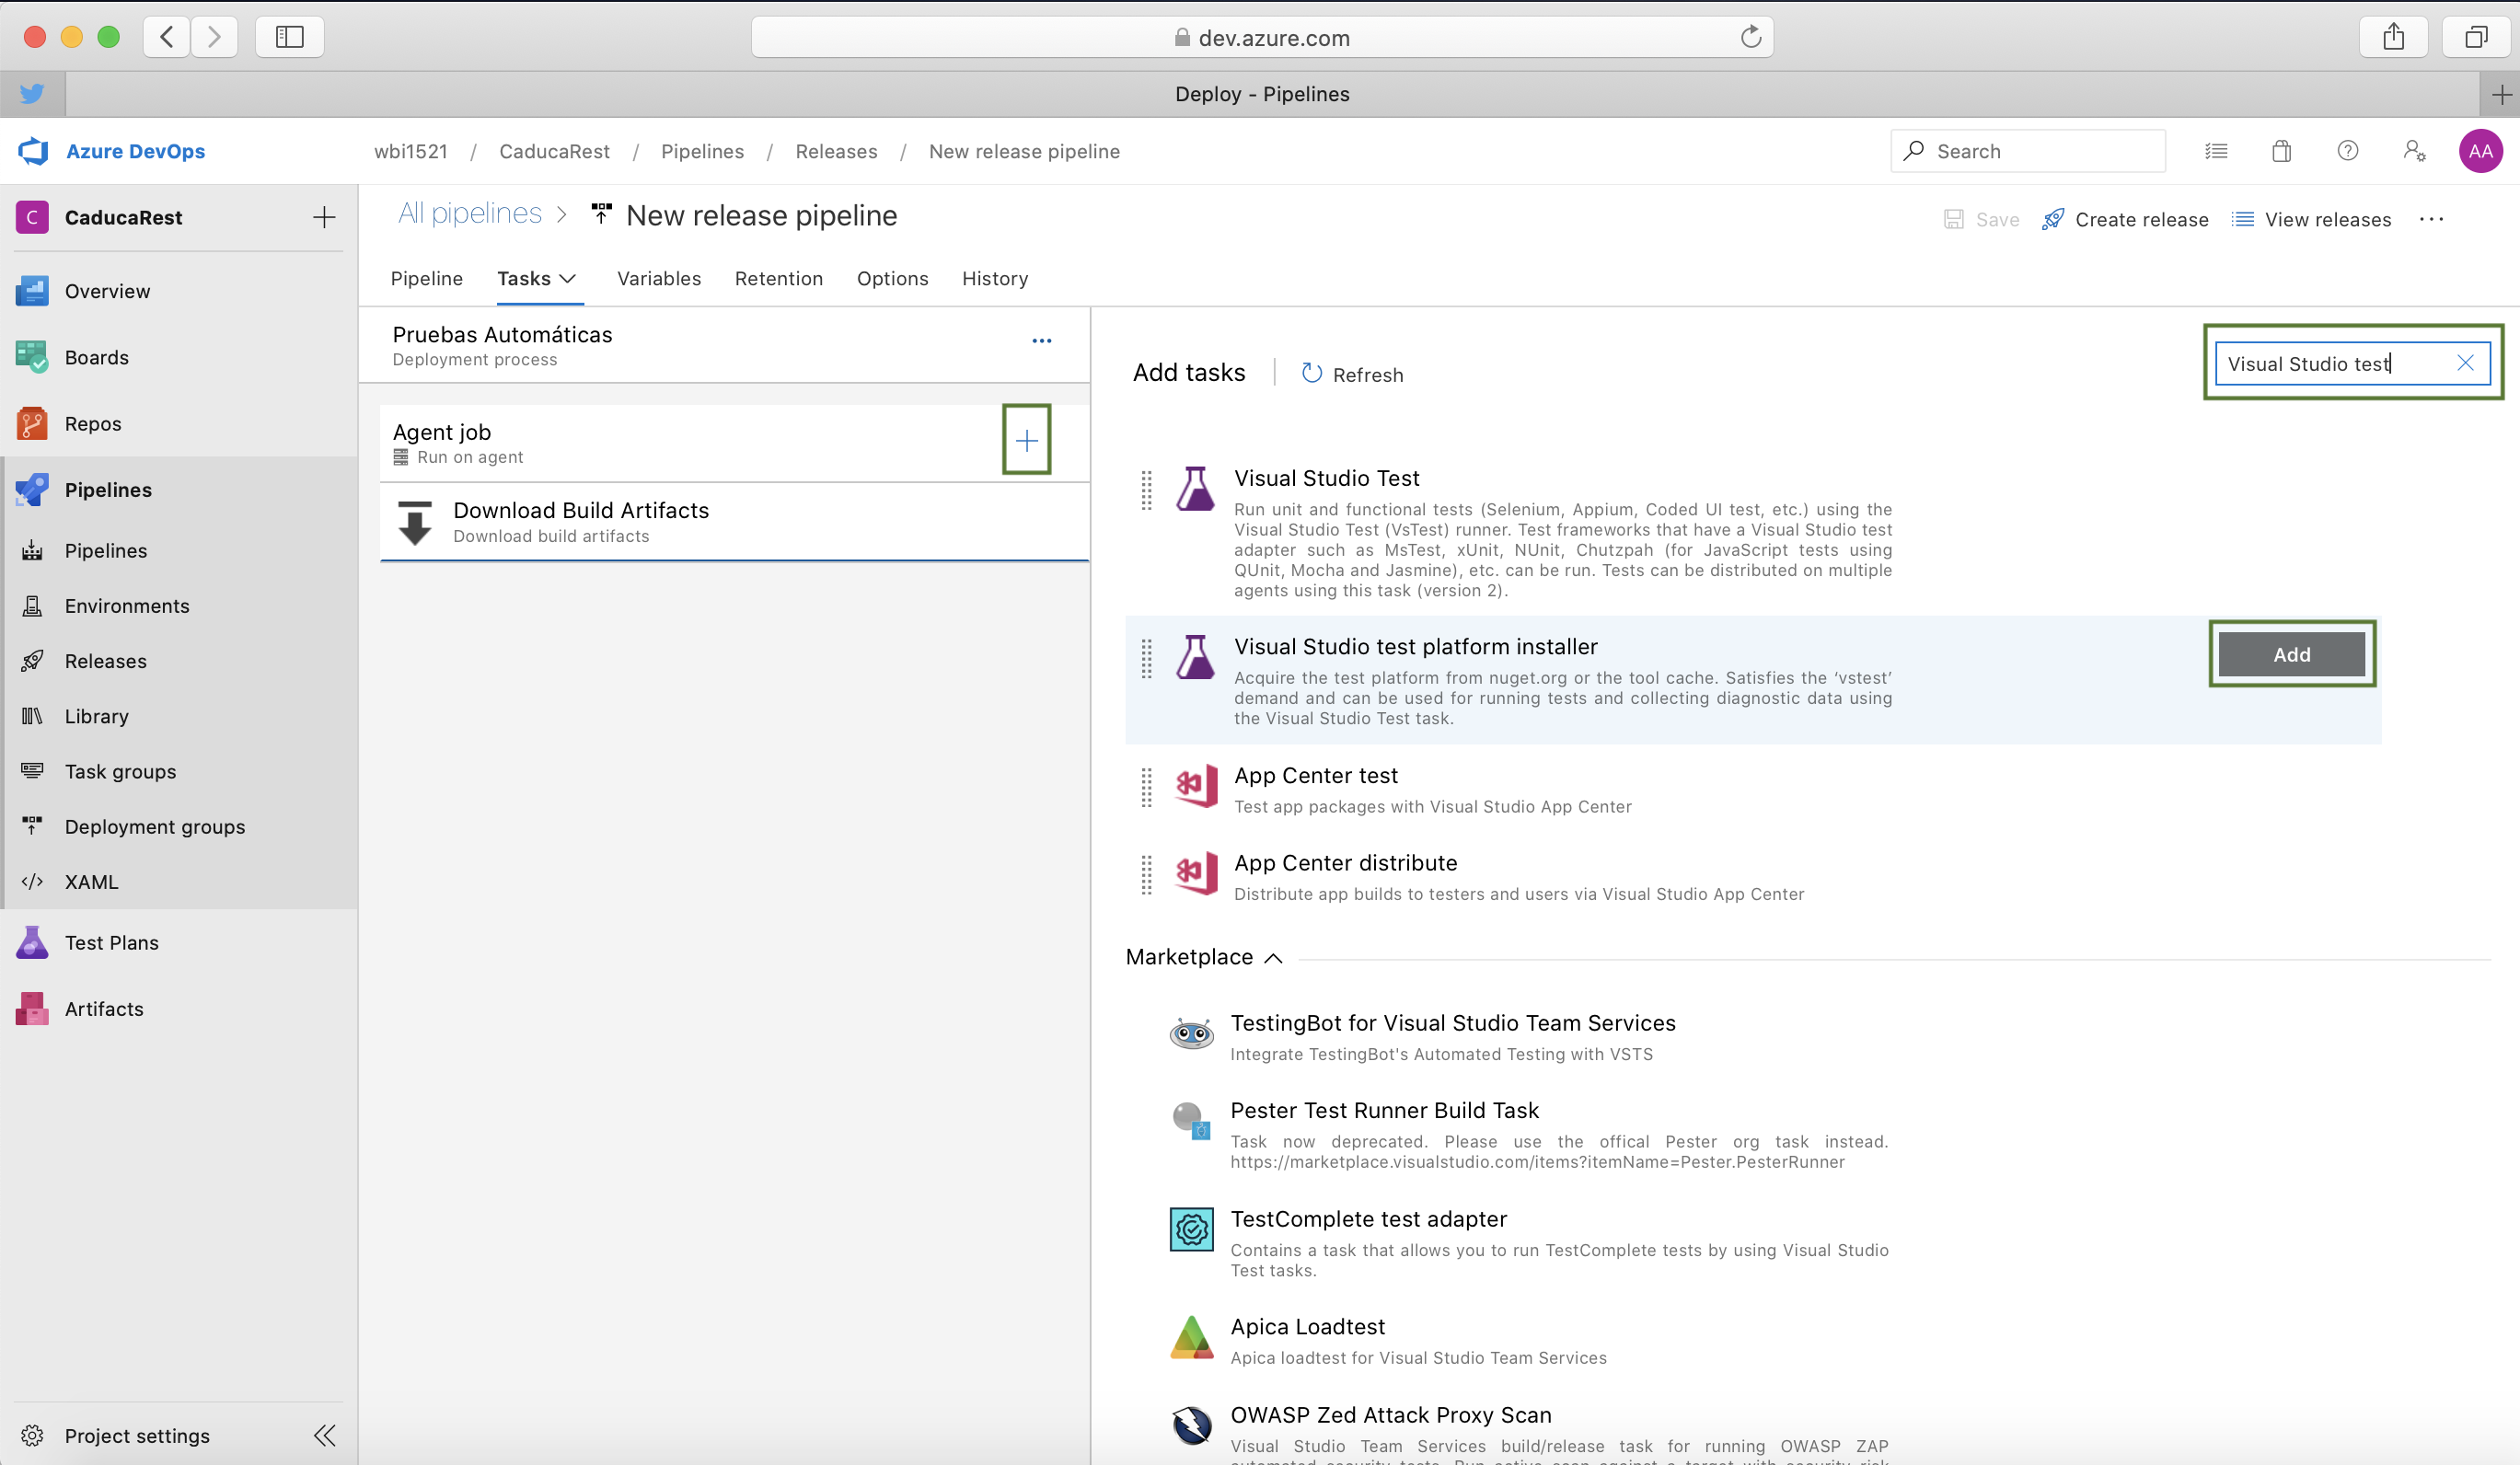 dev.azure.com
Deploy - Pipelines
Azure DevOps
wbi1521 / CaducaRest / Pipelines / Releases / New release pipeline
Search
AA
C CaducaRest
Overview
Boards
Repos
Pipelines
Pipelines
Environments
Releases
Library
Task groups
Deployment groups
XAML
Test Plans
Artifacts
Project settings
All pipelines > New release pipeline
Save
Create release
View releases
Pipeline
Tasks
Variables
Retention
Options
History
Pruebas Automáticas
Deployment process
Agent job
Run on agent
Download Build Artifacts
Download build artifacts
Add tasks
Refresh
Visual Studio test
Visual Studio Test
Run unit and functional tests (Selenium, Appium, Coded UI test, etc.) using the
Visual Studio Test (VsTest) runner. Test frameworks that have a Visual Studio test
adapter such as MsTest, xUnit, NUnit, Chutzpah (for JavaScript tests using
QUnit, Mocha and Jasmine), etc. can be run. Tests can be distributed on multiple
agents using this task (version 2).
Visual Studio test platform installer
Acquire the test platform from nuget.org or the tool cache. Satisfies the ‘vstest’
demand and can be used for running tests and collecting diagnostic data using
the Visual Studio Test task.
Add
App Center test
Test app packages with Visual Studio App Center
App Center distribute
Distribute app builds to testers and users via Visual Studio App Center
Marketplace
TestingBot for Visual Studio Team Services
Integrate TestingBot's Automated Testing with VSTS
Pester Test Runner Build Task
Task now deprecated. Please use the offical Pester org task instead.
https://marketplace.visualstudio.com/items?itemName=Pester.PesterRunner
TestComplete test adapter
Contains a task that allows you to run TestComplete tests by using Visual Studio
Test tasks.
Apica Loadtest
Apica loadtest for Visual Studio Team Services
OWASP Zed Attack Proxy Scan
Visual Studio Team Services build/release task for running OWASP ZAP
automated security tests. Run active scan against a target with security risk